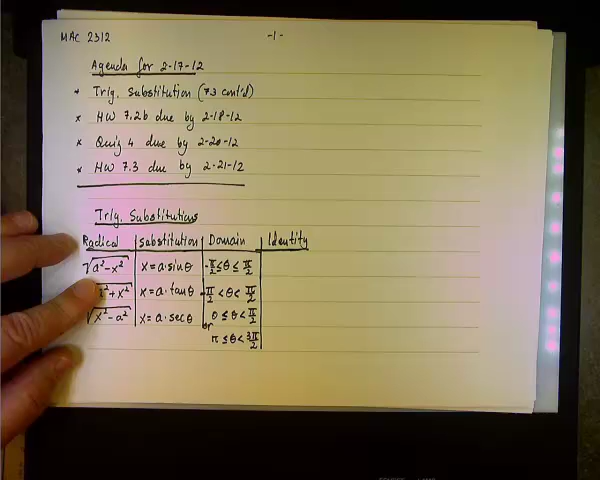 MAC 2312 -1-
Agenda for 2-17-12
* Trig. Substitution (7.3 cont'd)
* HW 7.2b due by 2-18-12
* Quiz 4 due by 2-20-12
* HW 7.3 due by 2-21-12
Trig. Substitutions
Radical | Substitution | Domain | Identity
√(a²-x²) | x = a·sinθ | -π/2 ≤ θ ≤ π/2
a²+x² | x = a·tanθ | -π/2 < θ < π/2
√(x²-a²) | x = a·secθ | 0 ≤ θ < π/2
or π ≤ θ < 3π/2